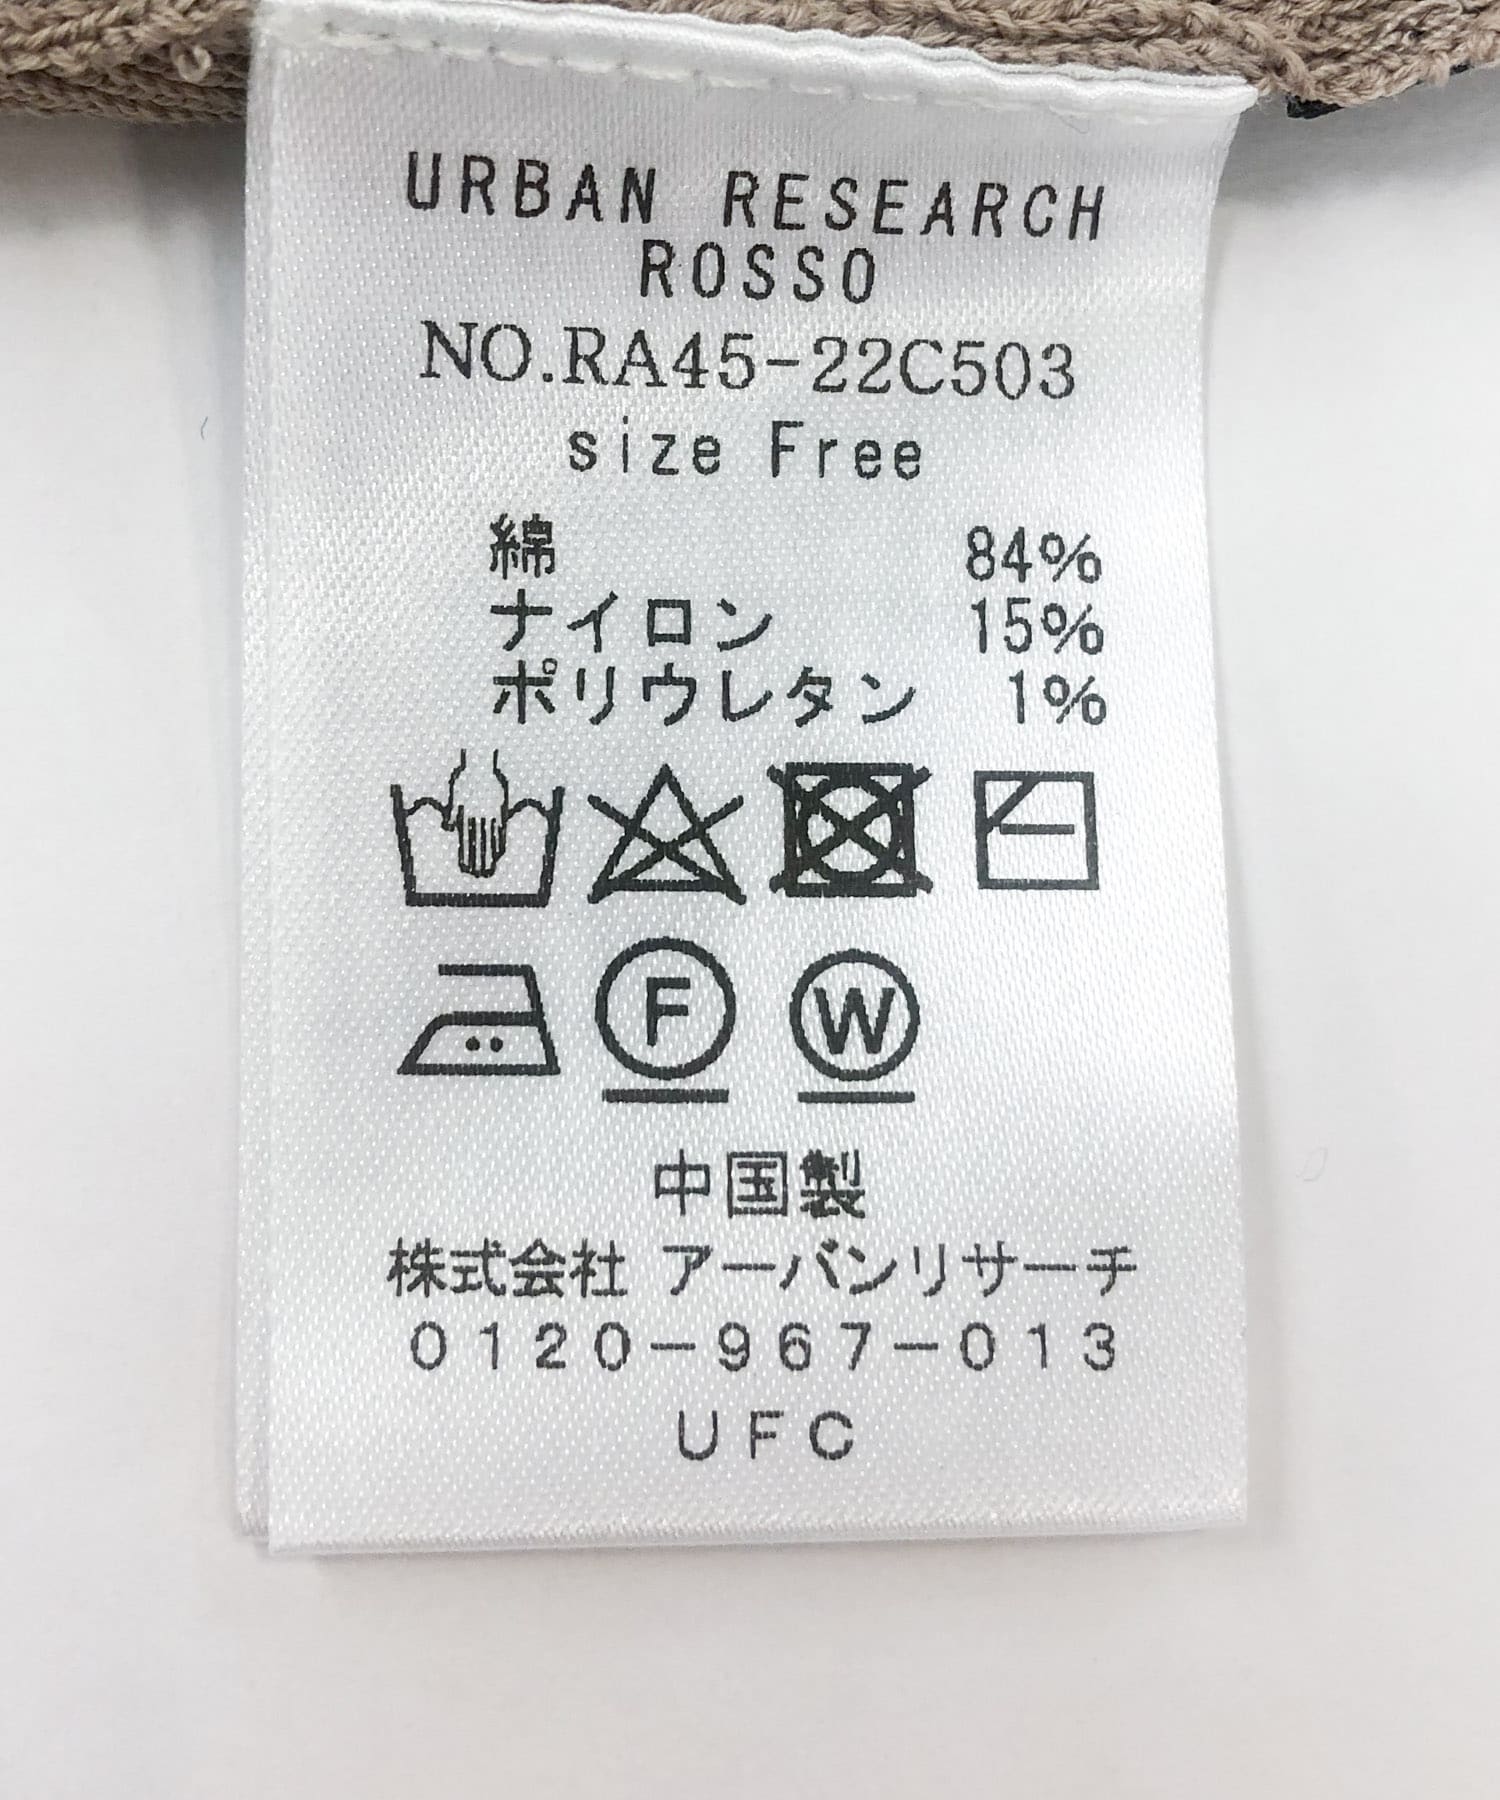 URBAN RESEARCH
ROSSO
NO.RA45-22C503
size Free
綿 84%
ナイロン 15%
ポリウレタン 1%
F W
中国製
株式会社 アーバンリサーチ
0120-967-013
UFC